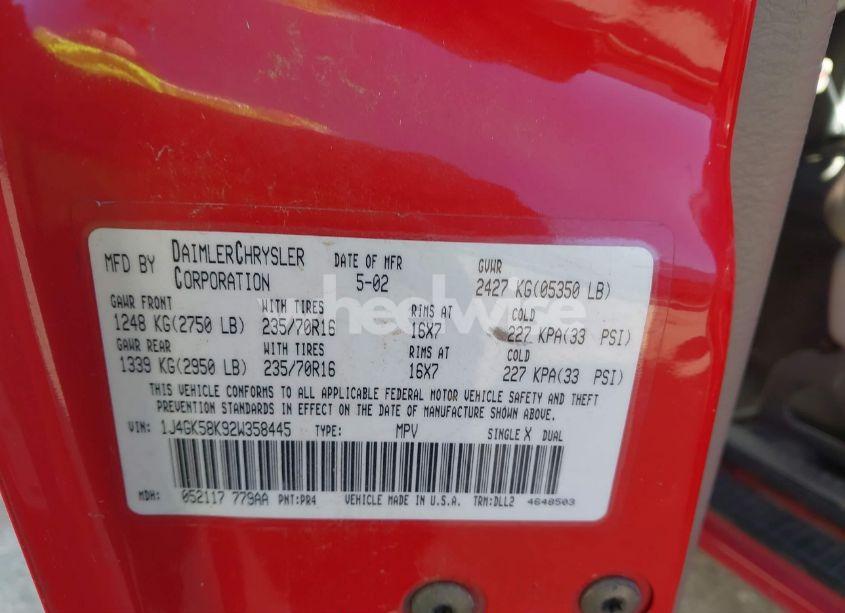 MFD BY DAIMLERCHRYSLER CORPORATION DATE OF MFR 5-02 GVWR 2427 KG(05350 LB)
GAWR FRONT WITH TIRES RIMS AT COLD
1248 KG(2750 LB) 235/70R16 16X7 227 KPA(33 PSI)
GAWR REAR WITH TIRES RIMS AT COLD
1339 KG(2950 LB) 235/70R16 16X7 227 KPA(33 PSI)
THIS VEHICLE CONFORMS TO ALL APPLICABLE FEDERAL MOTOR VEHICLE SAFETY AND THEFT
PREVENTION STANDARDS IN EFFECT ON THE DATE OF MANUFACTURE SHOWN ABOVE.
VIN: 1J4GK58K92W358445 TYPE: MPV SINGLE X DUAL
MDH: 052117 779AA PNT:PR4 VEHICLE MADE IN U.S.A. TRM:DLL2 4648503
wheelwise